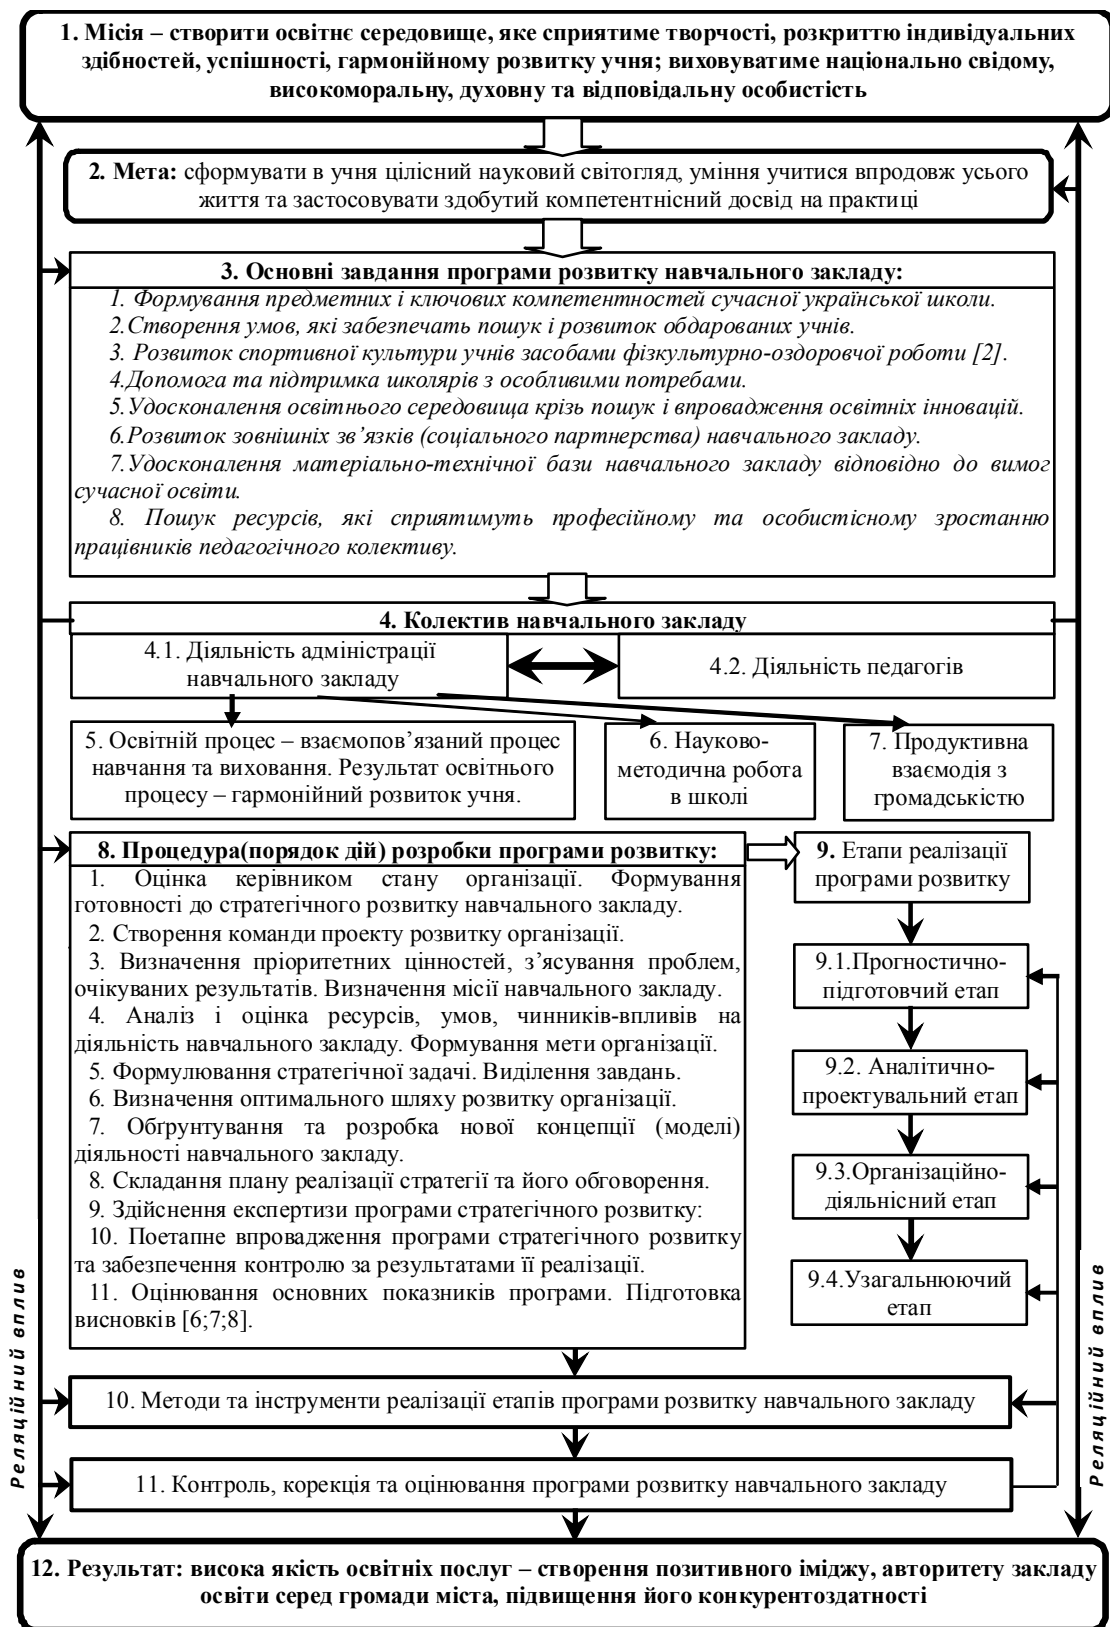 1. Місія – створити освітнє середовище, яке сприятиме творчості, розкриттю індивідуальних
здібностей, успішності, гармонійному розвитку учня; виховуватиме національно свідому,
високоморальну, духовну та відповідальну особистість
2. Мета: сформувати в учня цілісний науковий світогляд, уміння учитися впродовж усього
життя та застосовувати здобутий компетентнісний досвід на практиці
3. Основні завдання програми розвитку навчального закладу:
1. Формування предметних і ключових компетентностей сучасної української школи.
2.Створення умов, які забезпечать пошук і розвиток обдарованих учнів.
3. Розвиток спортивної культури учнів засобами фізкультурно-оздоровчої роботи [2].
4.Допомога та підтримка школярів з особливими потребами.
5.Удосконалення освітнього середовища крізь пошук і впровадження освітніх інновацій.
6.Розвиток зовнішніх зв’язків (соціального партнерства) навчального закладу.
7.Удосконалення матеріально-технічної бази навчального закладу відповідно до вимог
сучасної освіти.
8. Пошук ресурсів, які сприятимуть професійному та особистісному зростанню
працівників педагогічного колективу.
4. Колектив навчального закладу
4.1. Діяльність адміністрації
навчального закладу
4.2. Діяльність педагогів
5. Освітній процес – взаємопов’язаний процес
навчання та виховання. Результат освітнього
процесу – гармонійний розвиток учня.
6. Науково-
методична робота
в школі
7. Продуктивна
взаємодія з
громадськістю
8. Процедура(порядок дій) розробки програми розвитку:
1. Оцінка керівником стану організації. Формування
готовності до стратегічного розвитку навчального закладу.
2. Створення команди проекту розвитку організації.
3. Визначення пріоритетних цінностей, з’ясування проблем,
очікуваних результатів. Визначення місії навчального закладу.
4. Аналіз і оцінка ресурсів, умов, чинників-впливів на
діяльність навчального закладу. Формування мети організації.
5. Формулювання стратегічної задачі. Виділення завдань.
6. Визначення оптимального шляху розвитку організації.
7. Обґрунтування та розробка нової концепції (моделі)
діяльності навчального закладу.
8. Складання плану реалізації стратегії та його обговорення.
9. Здійснення експертизи програми стратегічного розвитку:
10. Поетапне впровадження програми стратегічного розвитку
та забезпечення контролю за результатами її реалізації.
11. Оцінювання основних показників програми. Підготовка
висновків [6;7;8].
9. Етапи реалізації
програми розвитку
9.1.Прогностично-
підготовчий етап
9.2. Аналітично-
проектувальний етап
9.3.Організаційно-
діяльнісний етап
9.4.Узагальнюючий
етап
Реляційний вплив
Реляційний вплив
10. Методи та інструменти реалізації етапів програми розвитку навчального закладу
11. Контроль, корекція та оцінювання програми розвитку навчального закладу
12. Результат: висока якість освітніх послуг – створення позитивного іміджу, авторитету закладу
освіти серед громади міста, підвищення його конкурентоздатності